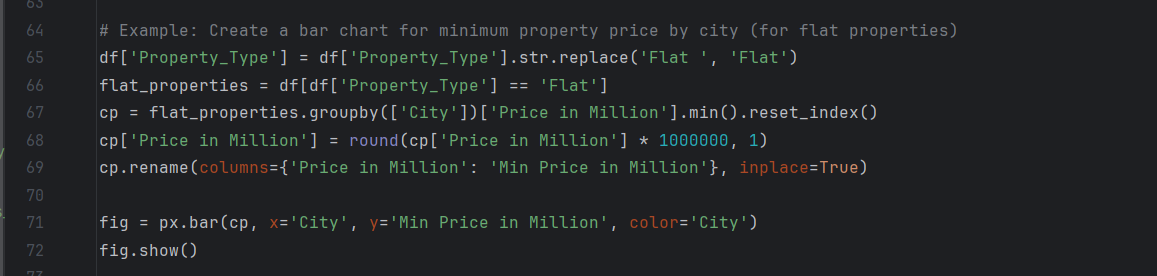 63
64 # Example: Create a bar chart for minimum property price by city (for flat properties)
65 df['Property_Type'] = df['Property_Type'].str.replace('Flat ', 'Flat')
66 flat_properties = df[df['Property_Type'] == 'Flat']
67 cp = flat_properties.groupby(['City'])['Price in Million'].min().reset_index()
68 cp['Price in Million'] = round(cp['Price in Million'] * 1000000, 1)
69 cp.rename(columns={'Price in Million': 'Min Price in Million'}, inplace=True)
70
71 fig = px.bar(cp, x='City', y='Min Price in Million', color='City')
72 fig.show()